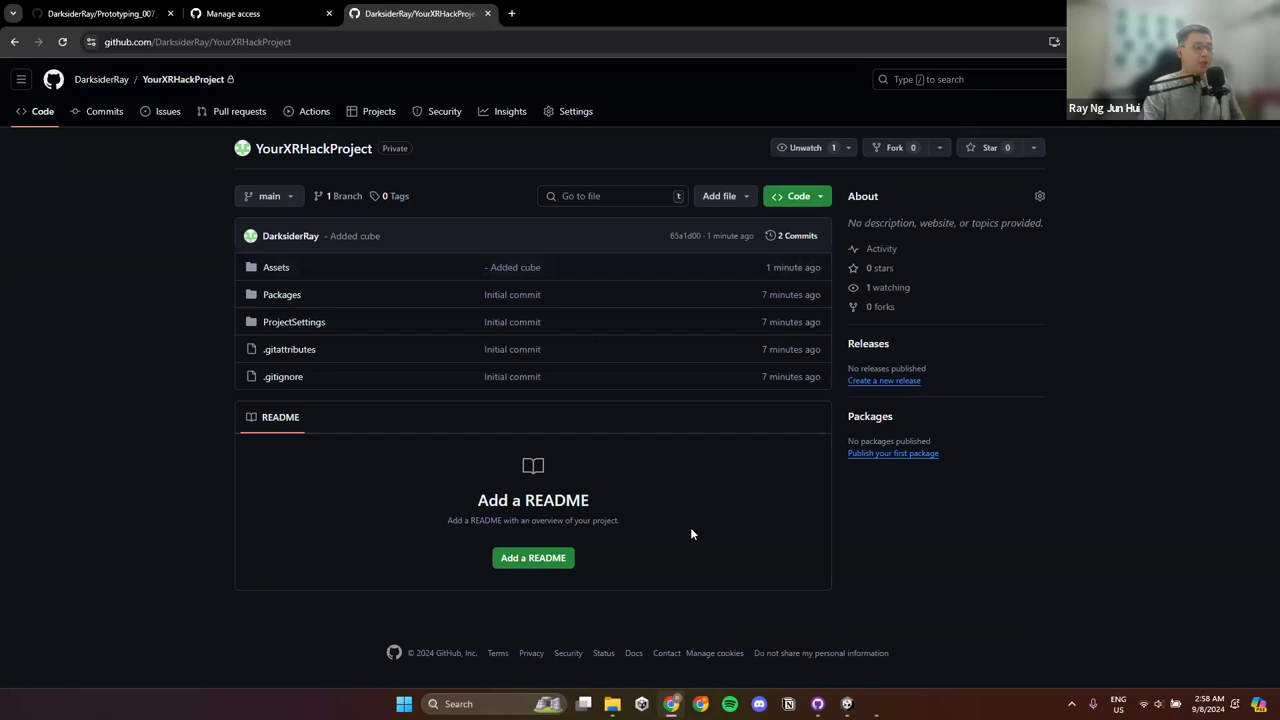 DarksiderRay/Prototyping_007_
Manage access
DarksiderRay/YourXRHackProje
github.com/DarksiderRay/YourXRHackProject
DarksiderRay / YourXRHackProject
Type / to search
Ray Ng Jun Hui
Code
Commits
Issues
Pull requests
Actions
Projects
Security
Insights
Settings
YourXRHackProject Private
Unwatch 1
Fork 0
Star 0
main
1 Branch
0 Tags
Go to file t
Add file
Code
DarksiderRay - Added cube 65a1d00 · 1 minute ago 2 Commits
Assets - Added cube 1 minute ago
Packages Initial commit 7 minutes ago
ProjectSettings Initial commit 7 minutes ago
.gitattributes Initial commit 7 minutes ago
.gitignore Initial commit 7 minutes ago
README
Add a README
Add a README with an overview of your project.
Add a README
About
No description, website, or topics provided.
Activity
0 stars
1 watching
0 forks
Releases
No releases published
Create a new release
Packages
No packages published
Publish your first package
© 2024 GitHub, Inc. Terms Privacy Security Status Docs Contact Manage cookies Do not share my personal information
Search
ENG
US
2:58 AM
9/8/2024